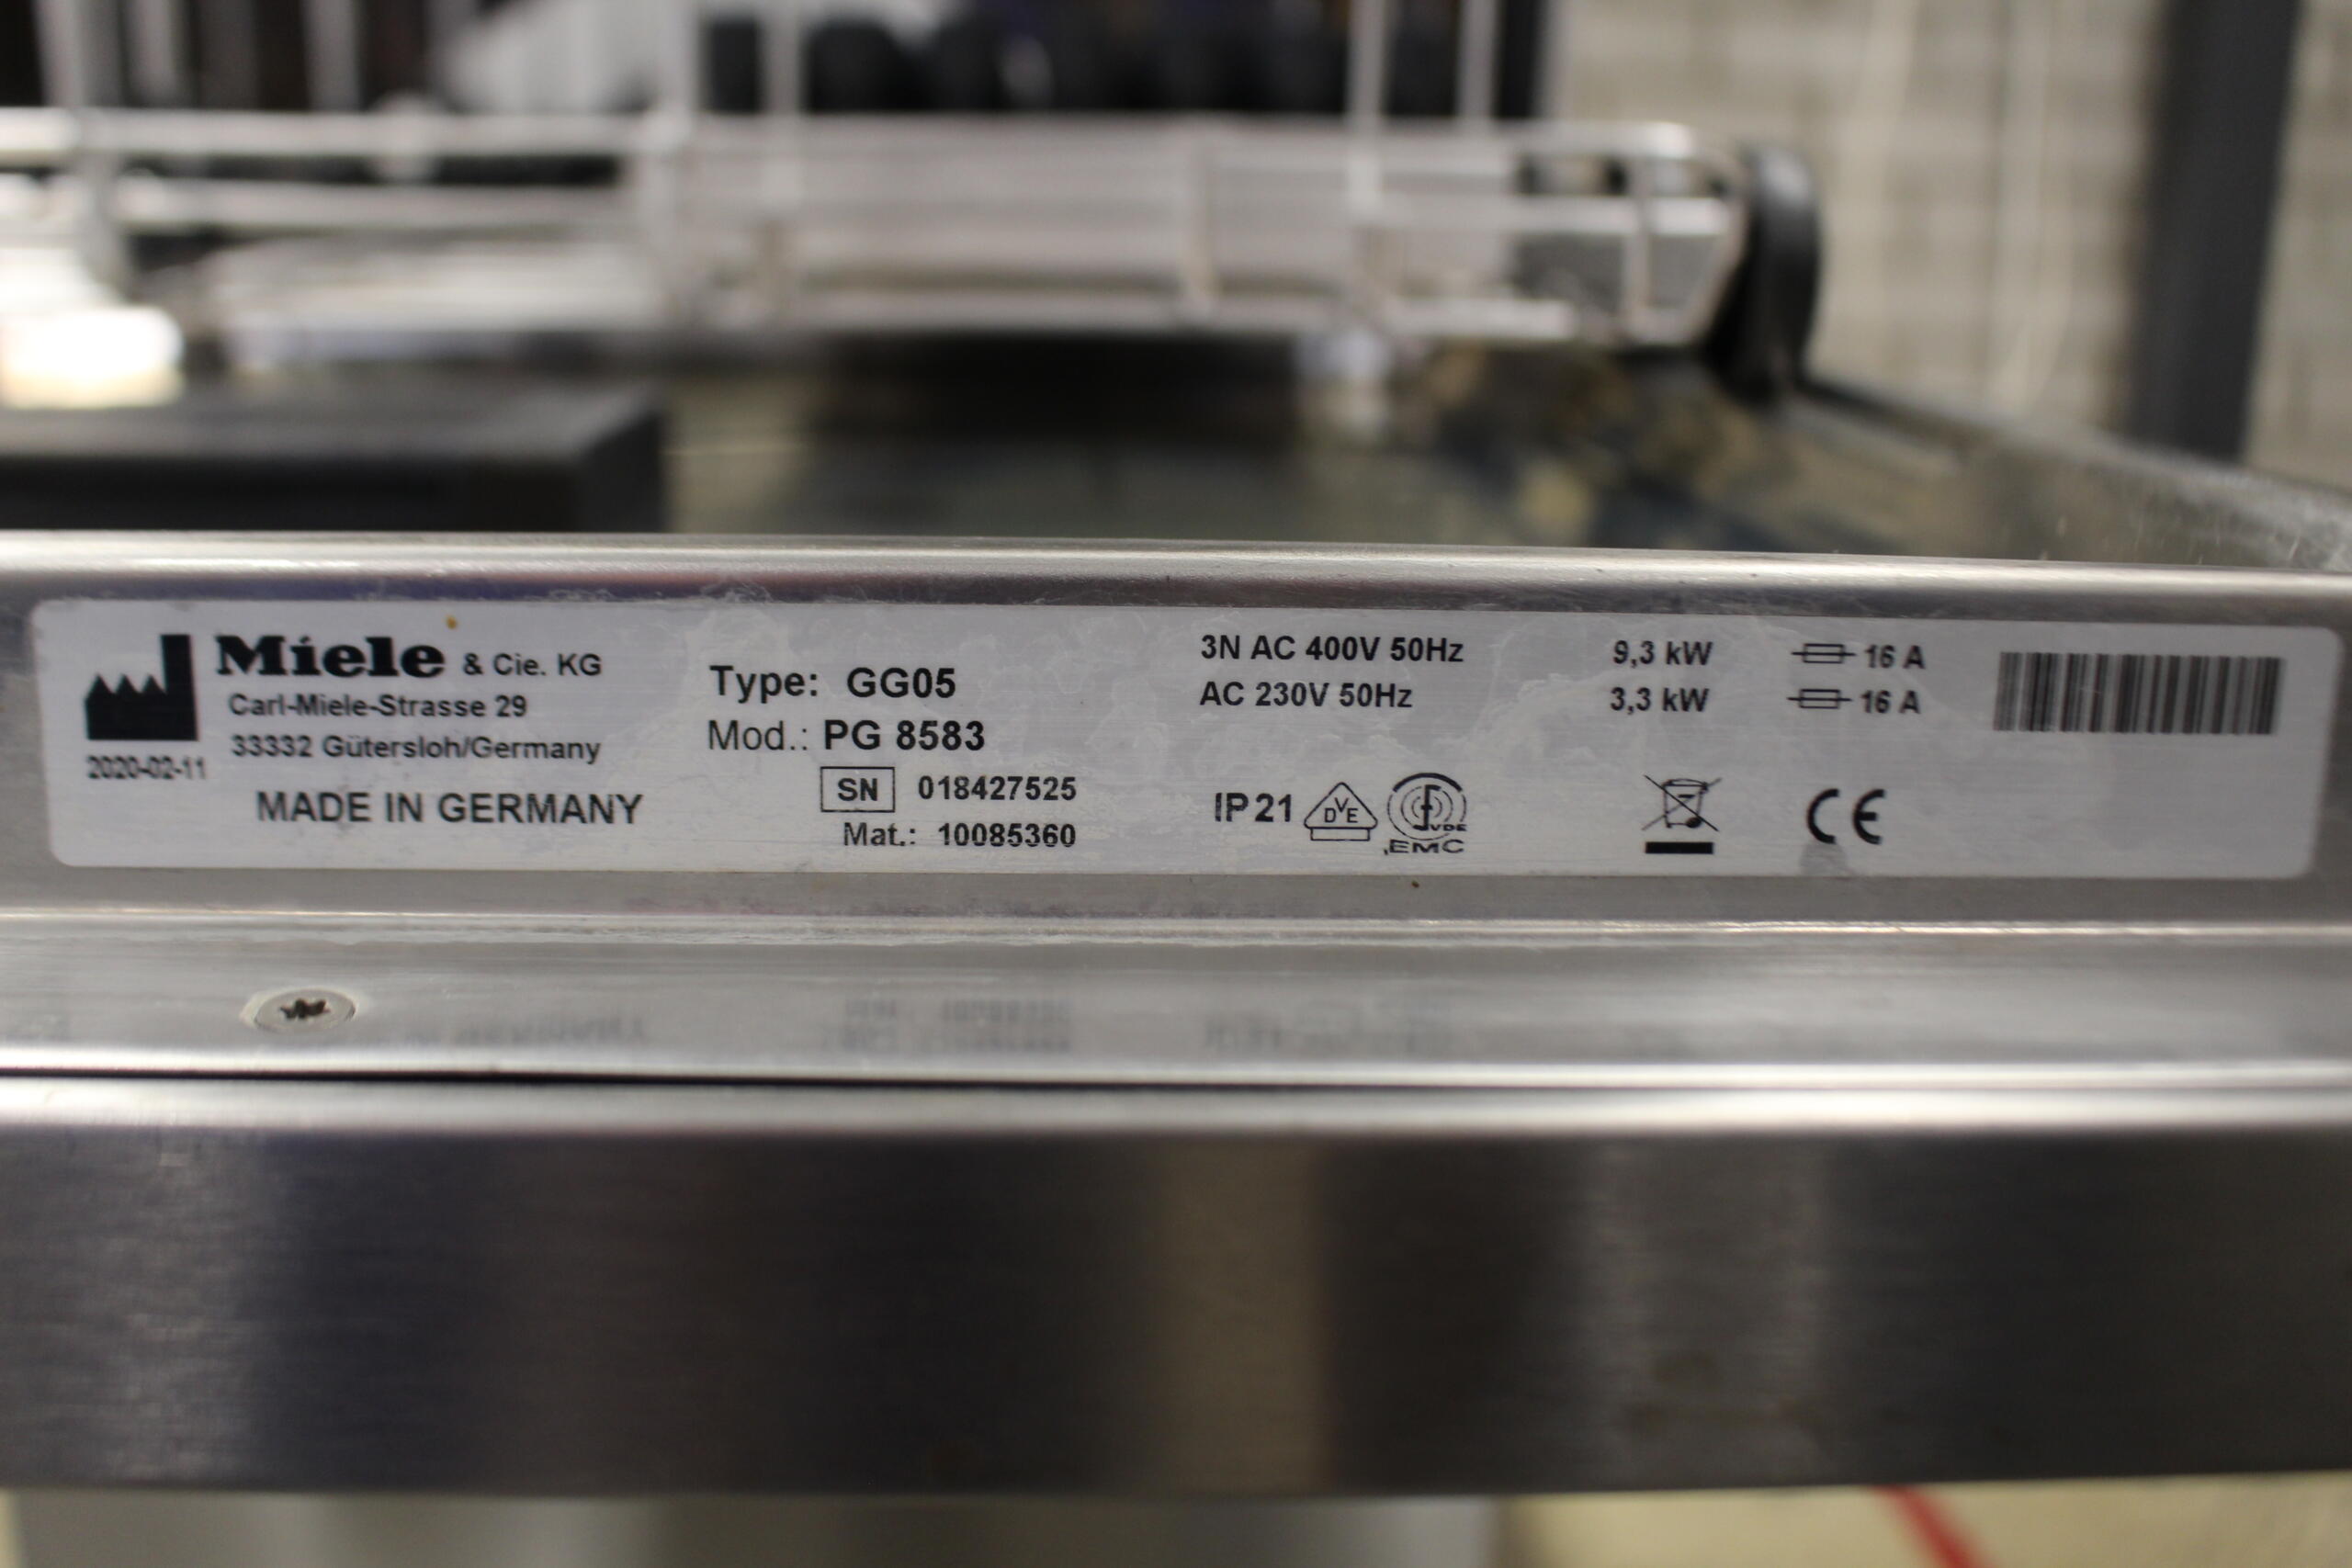 Miele & Cie. KG
Carl-Miele-Strasse 29
33332 Gütersloh/Germany
2020-02-11
MADE IN GERMANY
Type: GG05
Mod.: PG 8583
SN 018427525
Mat.: 10085360
3N AC 400V 50Hz 9,3 kW 16 A
AC 230V 50Hz 3,3 kW 16 A
IP21 DVE VDE EMC CE